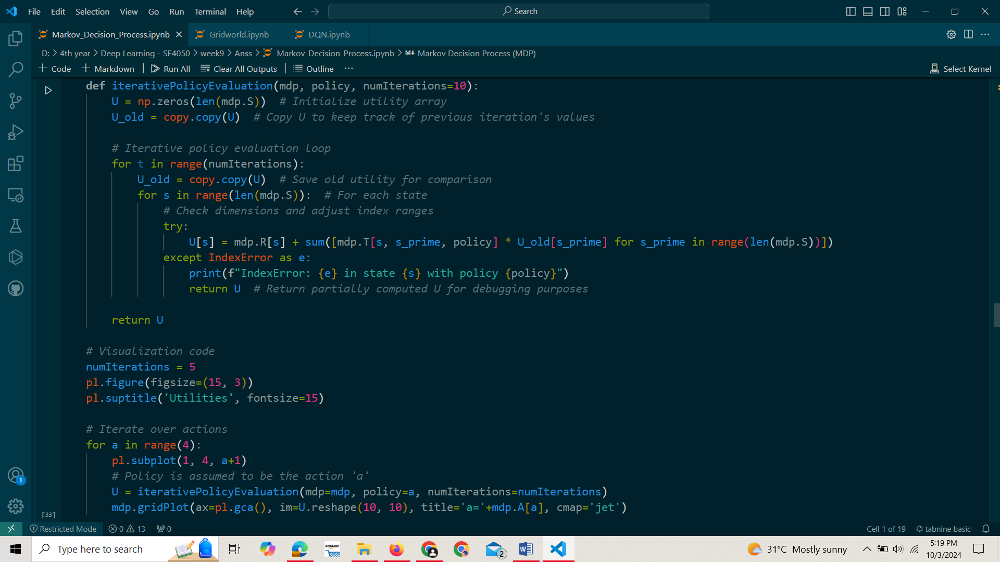 File Edit Selection View Go Run Terminal Help Search
Markov_Decision_Process.ipynb Gridworld.ipynb DQN.ipynb
D: > 4th year > Deep Learning - SE4050 > week9 > Anss > Markov_Decision_Process.ipynb > M↓ Markov Decision Process (MDP)
+ Code + Markdown | Run All Clear All Outputs | Outline ··· Select Kernel
def iterativePolicyEvaluation(mdp, policy, numIterations=10):
U = np.zeros(len(mdp.S)) # Initialize utility array
U_old = copy.copy(U) # Copy U to keep track of previous iteration's values
# Iterative policy evaluation loop
for t in range(numIterations):
U_old = copy.copy(U) # Save old utility for comparison
for s in range(len(mdp.S)): # For each state
# Check dimensions and adjust index ranges
try:
U[s] = mdp.R[s] + sum([mdp.T[s, s_prime, policy] * U_old[s_prime] for s_prime in range(len(mdp.S))])
except IndexError as e:
print(f"IndexError: {e} in state {s} with policy {policy}")
return U # Return partially computed U for debugging purposes
return U
# Visualization code
numIterations = 5
pl.figure(figsize=(15, 3))
pl.suptitle('Utilities', fontsize=15)
# Iterate over actions
for a in range(4):
pl.subplot(1, 4, a+1)
# Policy is assumed to be the action 'a'
U = iterativePolicyEvaluation(mdp=mdp, policy=a, numIterations=numIterations)
mdp.gridPlot(ax=pl.gca(), im=U.reshape(10, 10), title='a='+mdp.A[a], cmap='jet')
[33]
1
Restricted Mode 0 13 0 Cell 1 of 19 tabnine basic
Type here to search amazon 2 31°C Mostly sunny 5:19 PM
10/3/2024